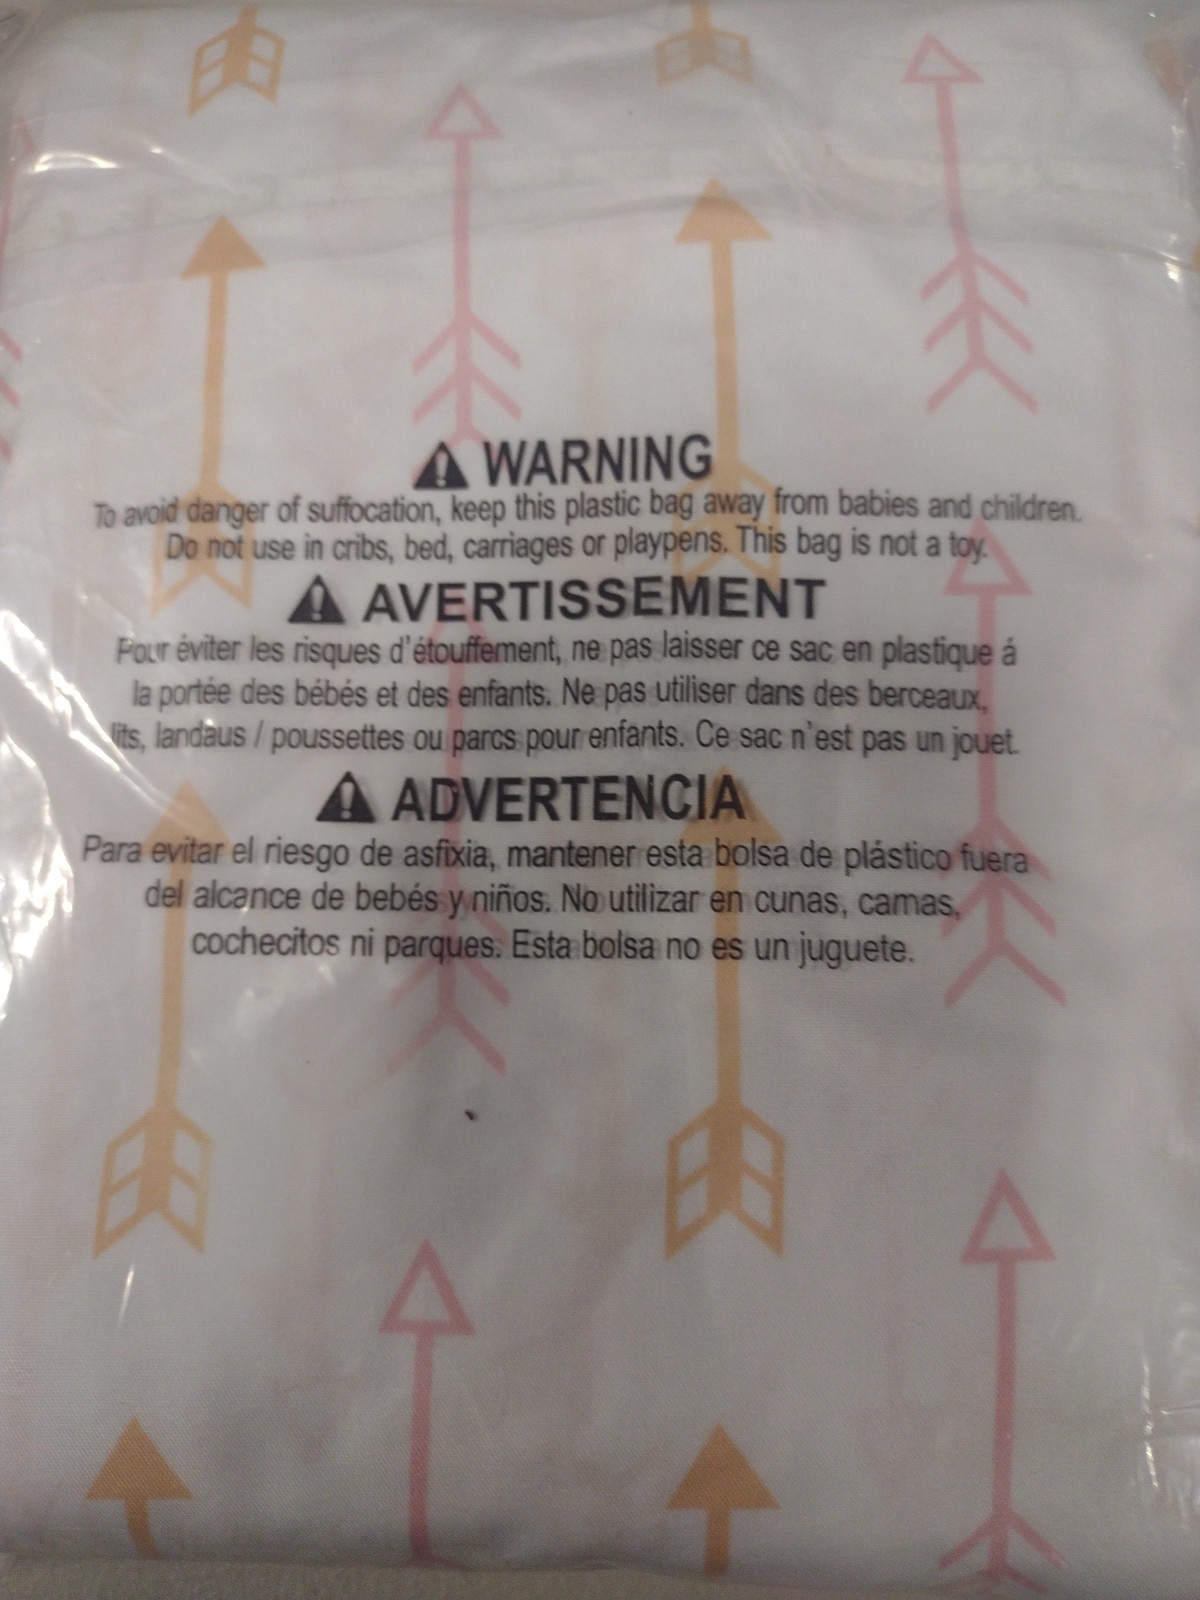 WARNING
To avoid danger of suffocation, keep this plastic bag away from babies and children.
Do not use in cribs, bed, carriages or playpens. This bag is not a toy.
AVERTISSEMENT
Pour éviter les risques d'étouffement, ne pas laisser ce sac en plastique á
la portée des bébés et des enfants. Ne pas utiliser dans des berceaux,
lits, landaus / poussettes ou parcs pour enfants. Ce sac n'est pas un jouet.
ADVERTENCIA
Para evitar el riesgo de asfixia, mantener esta bolsa de plástico fuera
del alcance de bebés y niños. No utilizar en cunas, camas,
cochecitos ni parques. Esta bolsa no es un juguete.